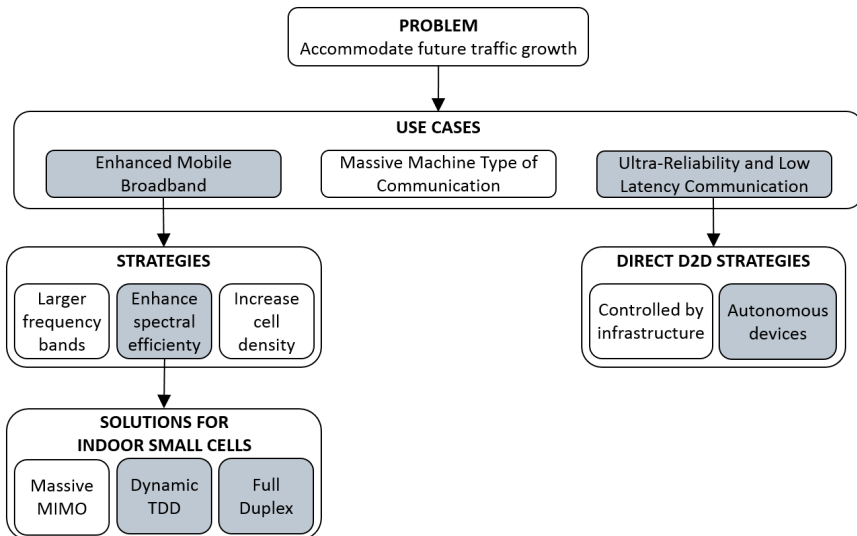 PROBLEM
Accommodate future traffic growth
USE CASES
Enhanced Mobile
Broadband
Massive Machine Type of
Communication
Ultra-Reliability and Low
Latency Communication
STRATEGIES
Larger
frequency
bands
Enhance
spectral
efficienty
Increase
cell
density
DIRECT D2D STRATEGIES
Controlled by
infrastructure
Autonomous
devices
SOLUTIONS FOR
INDOOR SMALL CELLS
Massive
MIMO
Dynamic
TDD
Full
Duplex